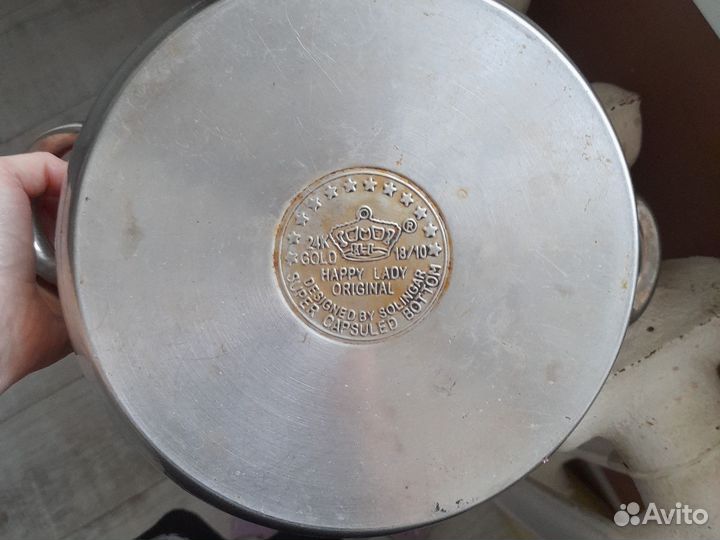 24K
GOLD
®
18/10
HAPPY LADY
ORIGINAL
DESIGNED BY SOLINGAR
SUPER CAPSULED BOTTOM
Avito